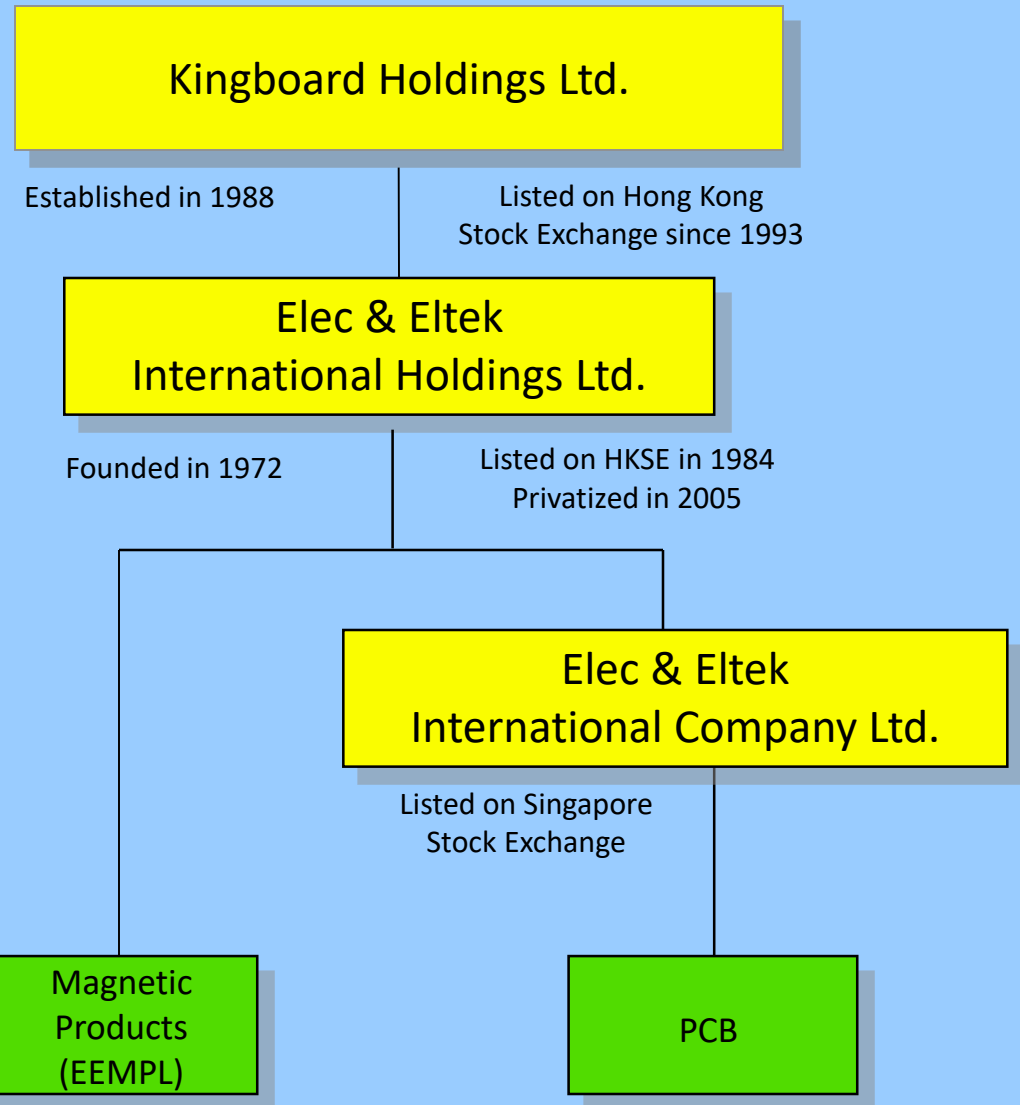 Kingboard Holdings Ltd.
Established in 1988
Listed on Hong Kong
Stock Exchange since 1993
Elec & Eltek
International Holdings Ltd.
Founded in 1972
Listed on HKSE in 1984
Privatized in 2005
Elec & Eltek
International Company Ltd.
Listed on Singapore
Stock Exchange
Magnetic
Products
(EEMPL)
PCB